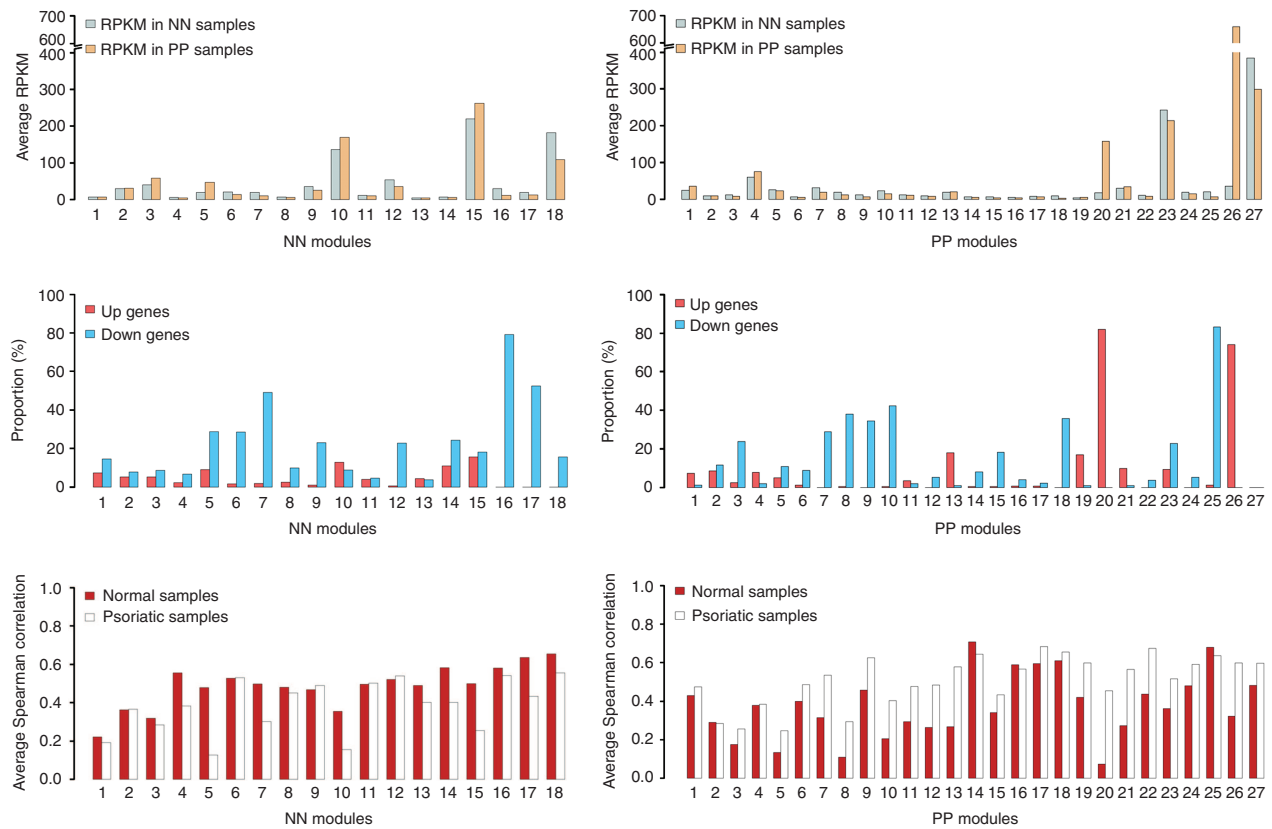 700
600
400
300
200
100
0
Average RPKM
RPKM in NN samples
RPKM in PP samples
1 2 3 4 5 6 7 8 9 10 11 12 13 14 15 16 17 18
NN modules
700
600
400
300
200
100
0
Average RPKM
RPKM in NN samples
RPKM in PP samples
1 2 3 4 5 6 7 8 9 10 11 12 13 14 15 16 17 18 19 20 21 22 23 24 25 26 27
PP modules
100
80
60
40
20
0
Proportion (%)
Up genes
Down genes
1 2 3 4 5 6 7 8 9 10 11 12 13 14 15 16 17 18
NN modules
100
80
60
40
20
0
Proportion (%)
Up genes
Down genes
1 2 3 4 5 6 7 8 9 10 11 12 13 14 15 16 17 18 19 20 21 22 23 24 25 26 27
PP modules
1.0
0.8
0.6
0.4
0.2
0.0
Average Spearman correlation
Normal samples
Psoriatic samples
1 2 3 4 5 6 7 8 9 10 11 12 13 14 15 16 17 18
NN modules
1.0
0.8
0.6
0.4
0.2
0.0
Average Spearman correlation
Normal samples
Psoriatic samples
1 2 3 4 5 6 7 8 9 10 11 12 13 14 15 16 17 18 19 20 21 22 23 24 25 26 27
PP modules